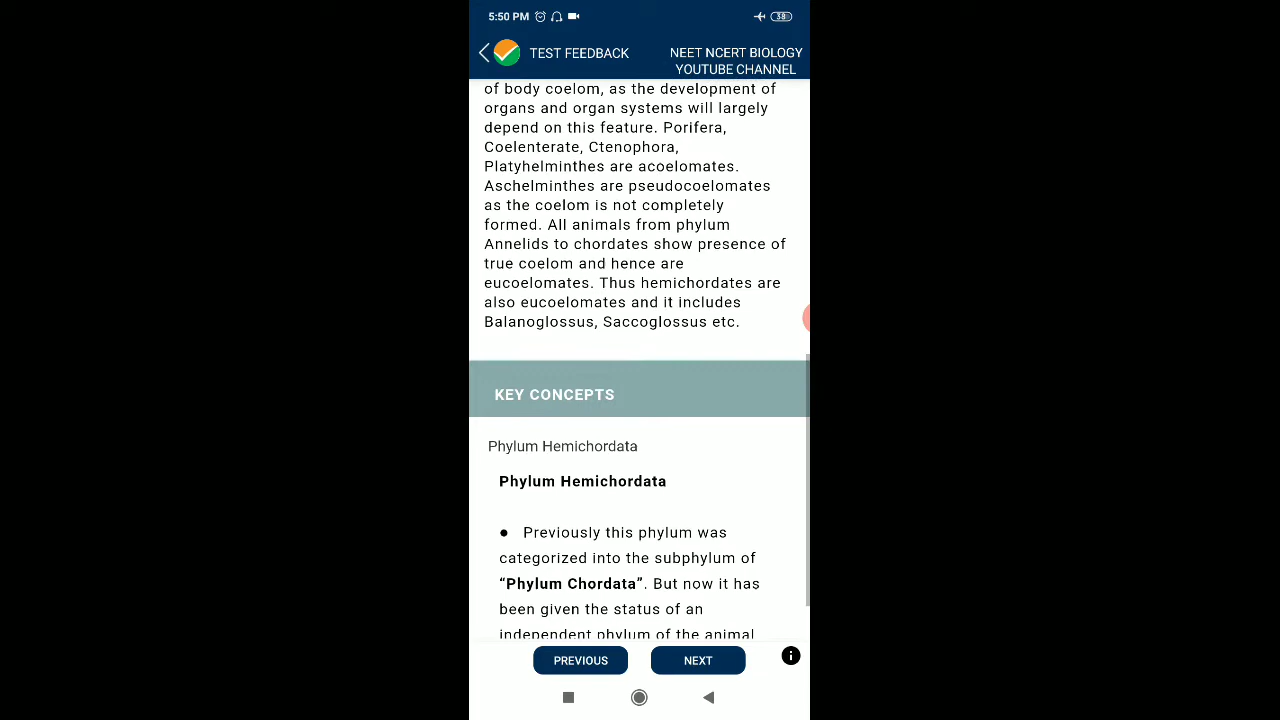 5:50 PM
38
TEST FEEDBACK
NEET NCERT BIOLOGY
YOUTUBE CHANNEL
of body coelom, as the development of
organs and organ systems will largely
depend on this feature. Porifera,
Coelenterate, Ctenophora,
Platyhelminthes are acoelomates.
Aschelminthes are pseudocoelomates
as the coelom is not completely
formed. All animals from phylum
Annelids to chordates show presence of
true coelom and hence are
eucoelomates. Thus hemichordates are
also eucoelomates and it includes
Balanoglossus, Saccoglossus etc.
KEY CONCEPTS
Phylum Hemichordata
Phylum Hemichordata
● Previously this phylum was
categorized into the subphylum of
“Phylum Chordata”. But now it has
been given the status of an
independent phylum of the animal
PREVIOUS
NEXT